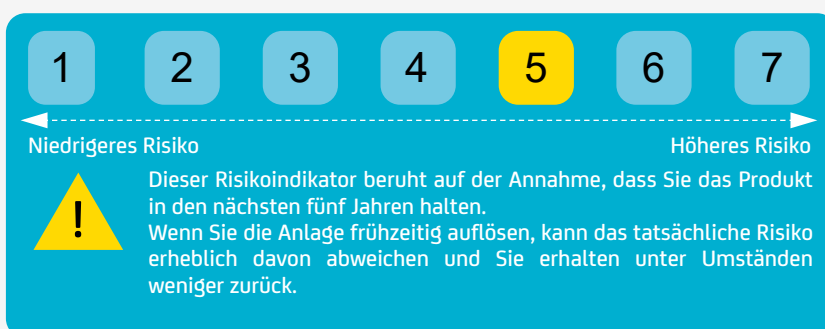 1 2 3 4 5 6 7
Niedrigeres Risiko Höheres Risiko
! Dieser Risikoindikator beruht auf der Annahme, dass Sie das Produkt
in den nächsten fünf Jahren halten.
Wenn Sie die Anlage frühzeitig auflösen, kann das tatsächliche Risiko
erheblich davon abweichen und Sie erhalten unter Umständen
weniger zurück.